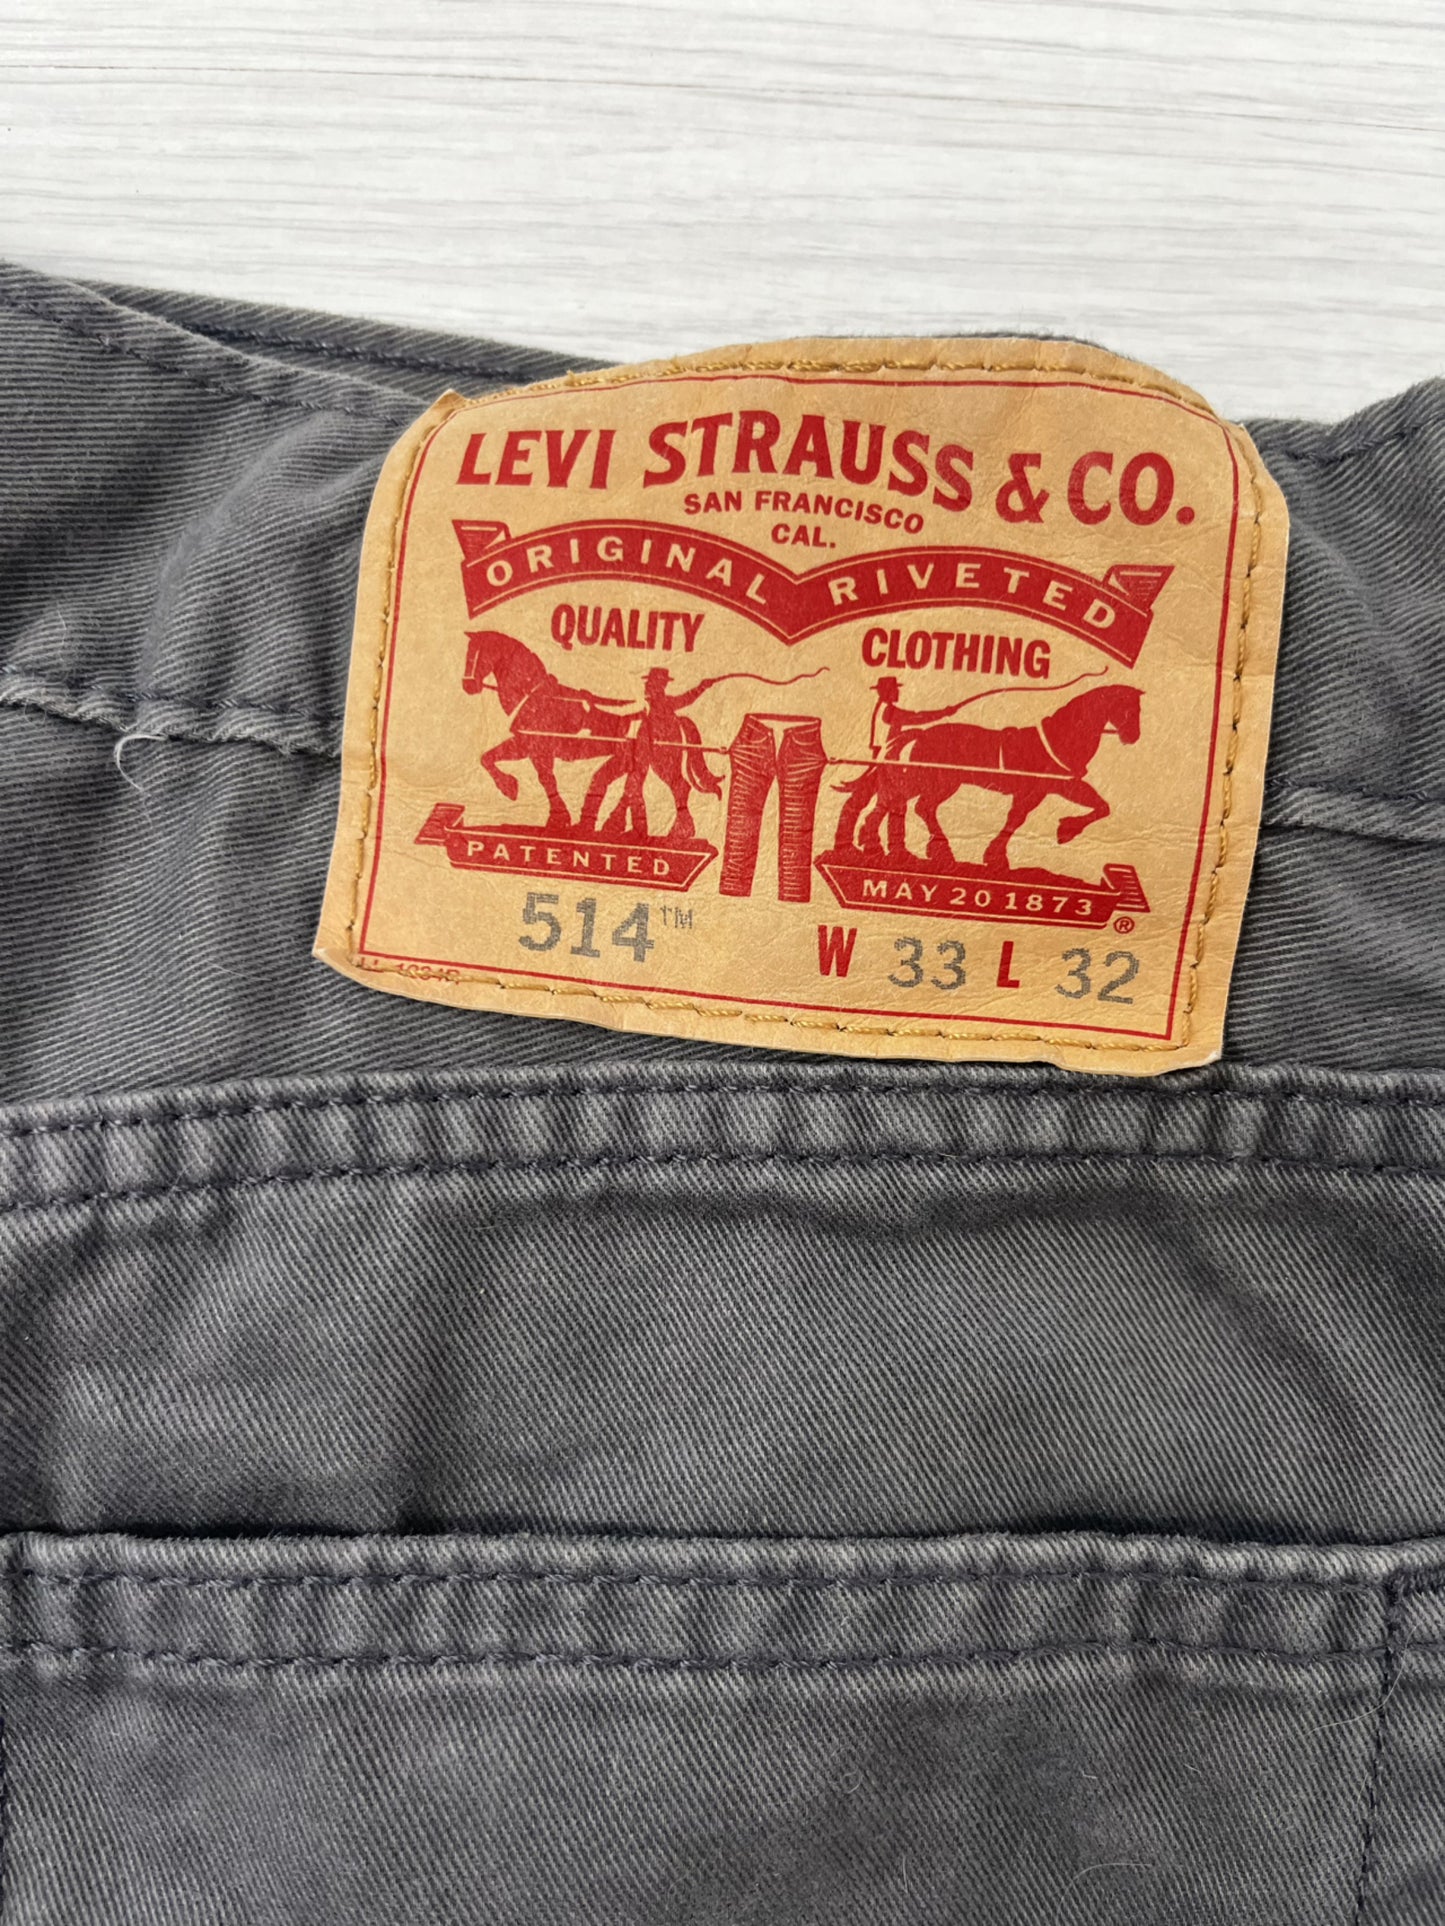 LEVI STRAUSS & CO.
SAN FRANCISCO
CAL.
ORIGINAL RIVETED
QUALITY CLOTHING
PATENTED MAY 20 1873 ®
514™ W 33 L 32